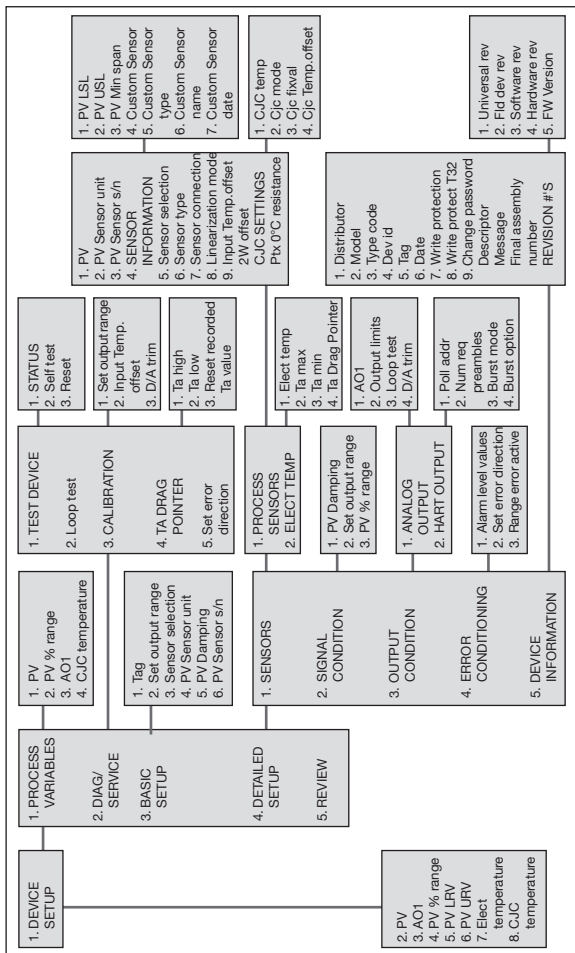 1. DEVICE
SETUP
2. PV
3. AO1
4. PV % range
5. PV LRV
6. PV URV
7. Elect
temperature
8. CJC
temperature
1. PROCESS
VARIABLES
2. DIAG/
SERVICE
3. BASIC
SETUP
4. DETAILED
SETUP
5. REVIEW
1. PV
2. PV % range
3. AO1
4. CJC temperature
1. Tag
2. Set output range
3. Sensor selection
4. PV Sensor unit
5. PV Damping
6. PV Sensor s/n
1. TEST DEVICE
2. Loop test
3. CALIBRATION
4. TA DRAG
POINTER
5. Set error
direction
1. STATUS
2. Self test
3. Reset
1. Set output range
2. Input Temp.
offset
3. D/A trim
1. Ta high
2. Ta low
3. Reset recorded
Ta value
1. SENSORS
2. SIGNAL
CONDITION
3. OUTPUT
CONDITION
4. ERROR
CONDITIONING
5. DEVICE
INFORMATION
1. PROCESS
SENSORS
2. ELECT TEMP
1. PV Damping
2. Set output range
3. PV % range
1. ANALOG
OUTPUT
2. HART OUTPUT
1. Alarm level values
2. Set error direction
3. Range error active
1. Elect temp
2. Ta max
3. Ta min
4. Ta Drag Pointer
1. AO1
2. Output limits
3. Loop test
4. D/A trim
1. Poll addr
2. Num req
preambles
3. Burst mode
4. Burst option
1. PV
2. PV Sensor unit
3. PV Sensor s/n
4. SENSOR
INFORMATION
5. Sensor selection
6. Sensor type
7. Sensor connection
8. Linearization mode
9. Input Temp.offset
2W offset
CJC SETTINGS
Ptx 0°C resistance
1. PV LSL
2. PV USL
3. PV Min span
4. Custom Sensor
5. Custom Sensor
type
6. Custom Sensor
name
7. Custom Sensor
date
1. CJC temp
2. Cjc mode
3. Cjc fixval
4. Cjc Temp.offset
1. Distributor
2. Model
3. Type code
4. Dev id
5. Tag
6. Date
7. Write protection
8. Write protect T32
9. Change password
Descriptor
Message
Final assembly
number
REVISION #'S
1. Universal rev
2. Fld dev rev
3. Software rev
4. Hardware rev
5. FW Version